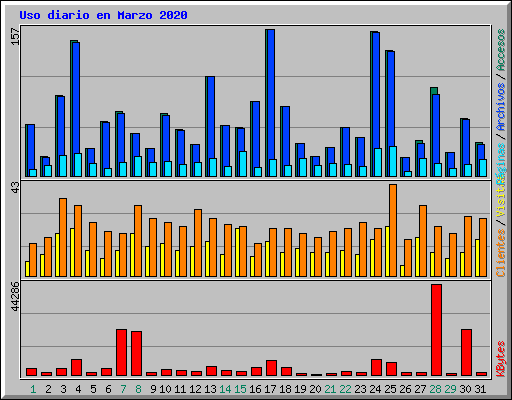 Uso diario en Marzo 2020
157
43
44286
Accesos
/ Archivos /
Páginas
Clientes / Visitas
KBytes
1 2 3 4 5 6 7 8 9 10 11 12 13 14 15 16 17 18 19 20 21 22 23 24 25 26 27 28 29 30 31